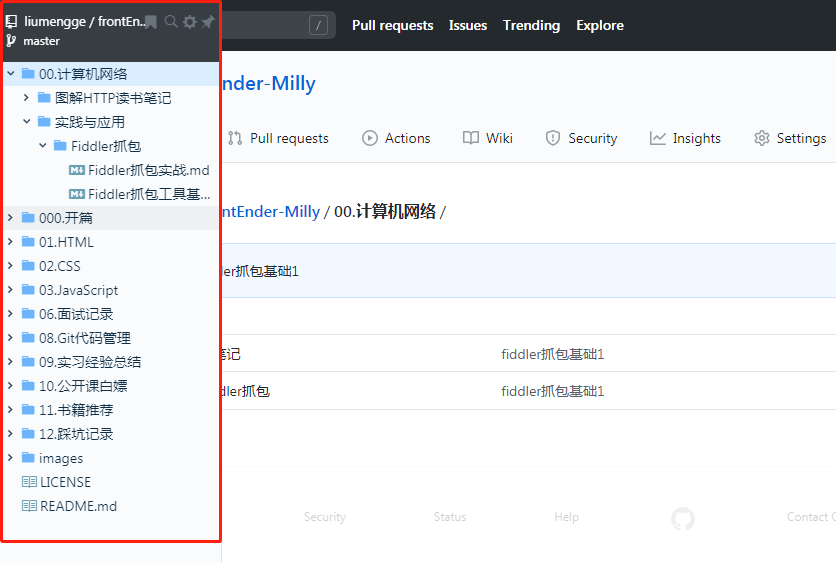 liumengge / frontEn...
master
00.计算机网络
图解HTTP读书笔记
实践与应用
Fiddler抓包
Fiddler抓包实战.md
Fiddler抓包工具基...
000.开篇
01.HTML
02.CSS
03.JavaScript
06.面试记录
08.Git代码管理
09.实习经验总结
10.公开课白嫖
11.书籍推荐
12.踩坑记录
images
LICENSE
README.md
/ Pull requests Issues Trending Explore
nder-Milly
Pull requests Actions Wiki Security Insights Settings
ntEnder-Milly / 00.计算机网络 /
ler抓包基础1
笔记 fiddler抓包基础1
dler抓包 fiddler抓包基础1
Security Status Help Contact G